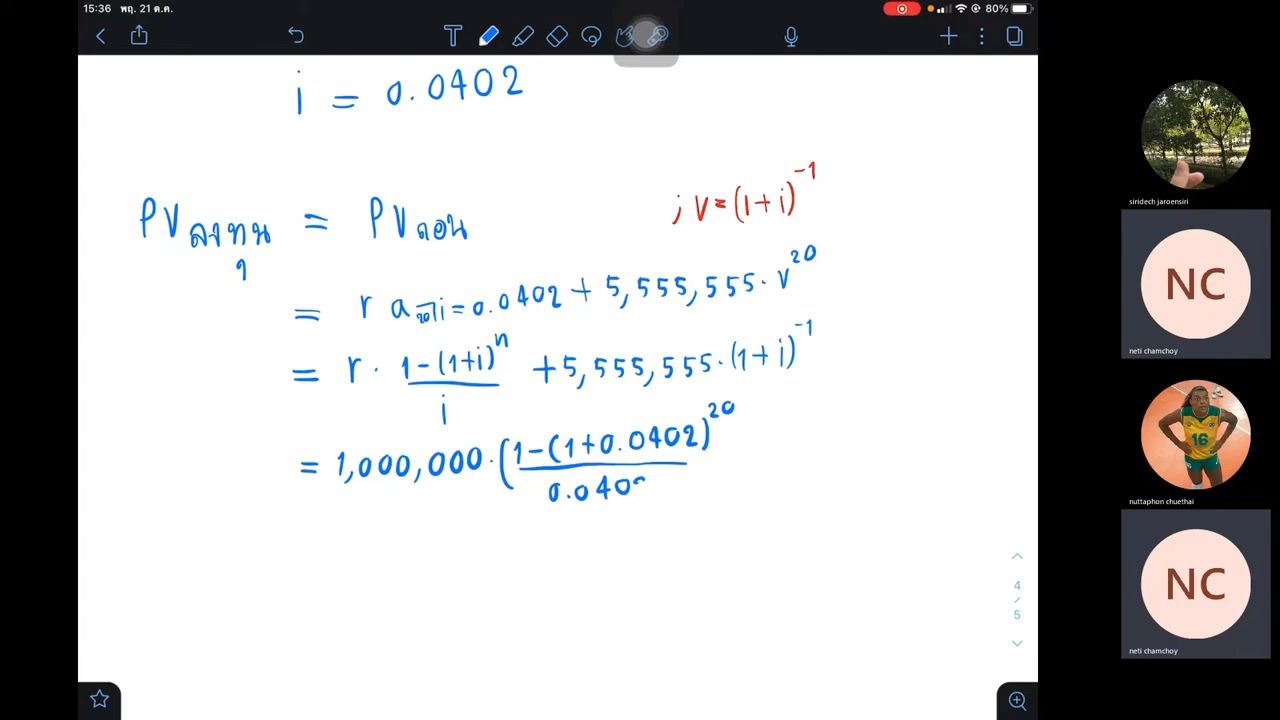 15:36 พฤ. 21 ต.ค.
80%
T
i = 0.0402
; v = (1+i)^-1
PV ลงทุน = PV ถอน
= r a i=0.0402 + 5,555,555 · v^20
= r · 1-(1+i)^n / i + 5,555,555 · (1+i)^-1
= 1,000,000 · (1-(1+0.0402)^20 / 0.040
4
5
siridech jaroensiri
NC
neti chamchoy
16
nuttaphon chuethai
NC
neti chamchoy